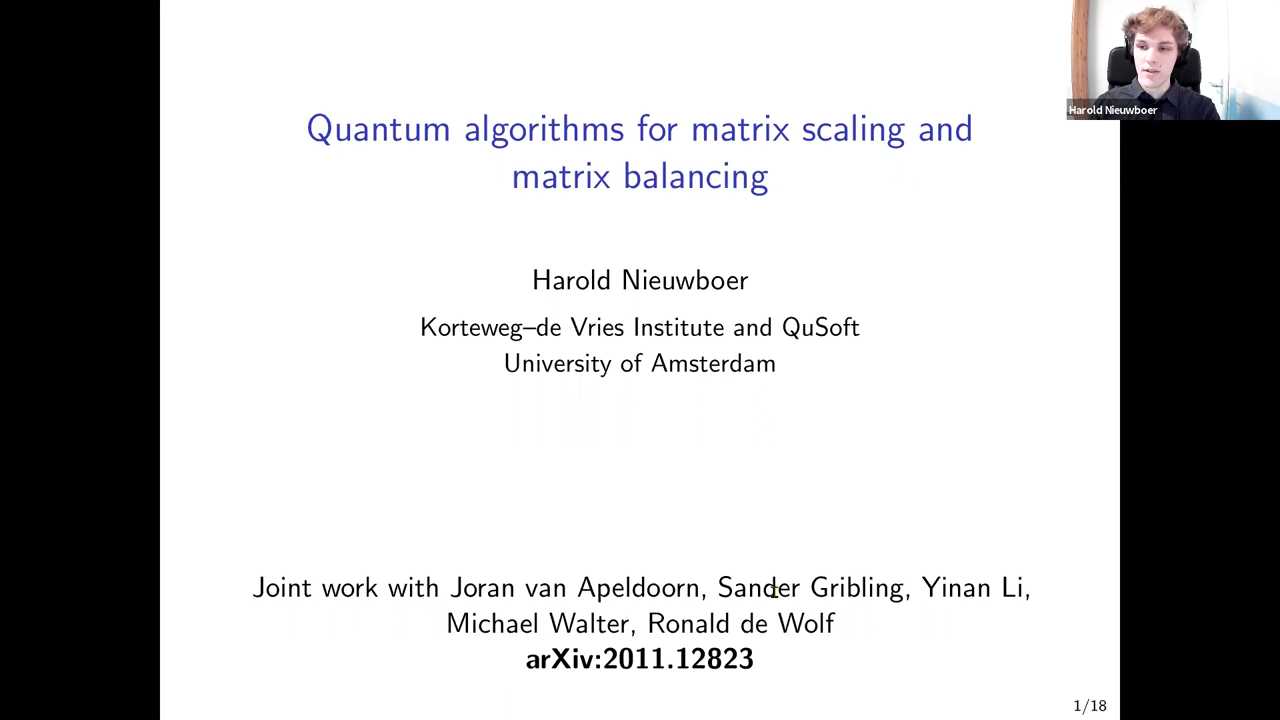 Harold Nieuwboer
Quantum algorithms for matrix scaling and
matrix balancing
Harold Nieuwboer
Korteweg–de Vries Institute and QuSoft
University of Amsterdam
Joint work with Joran van Apeldoorn, Sander Gribling, Yinan Li,
Michael Walter, Ronald de Wolf
arXiv:2011.12823
1/18